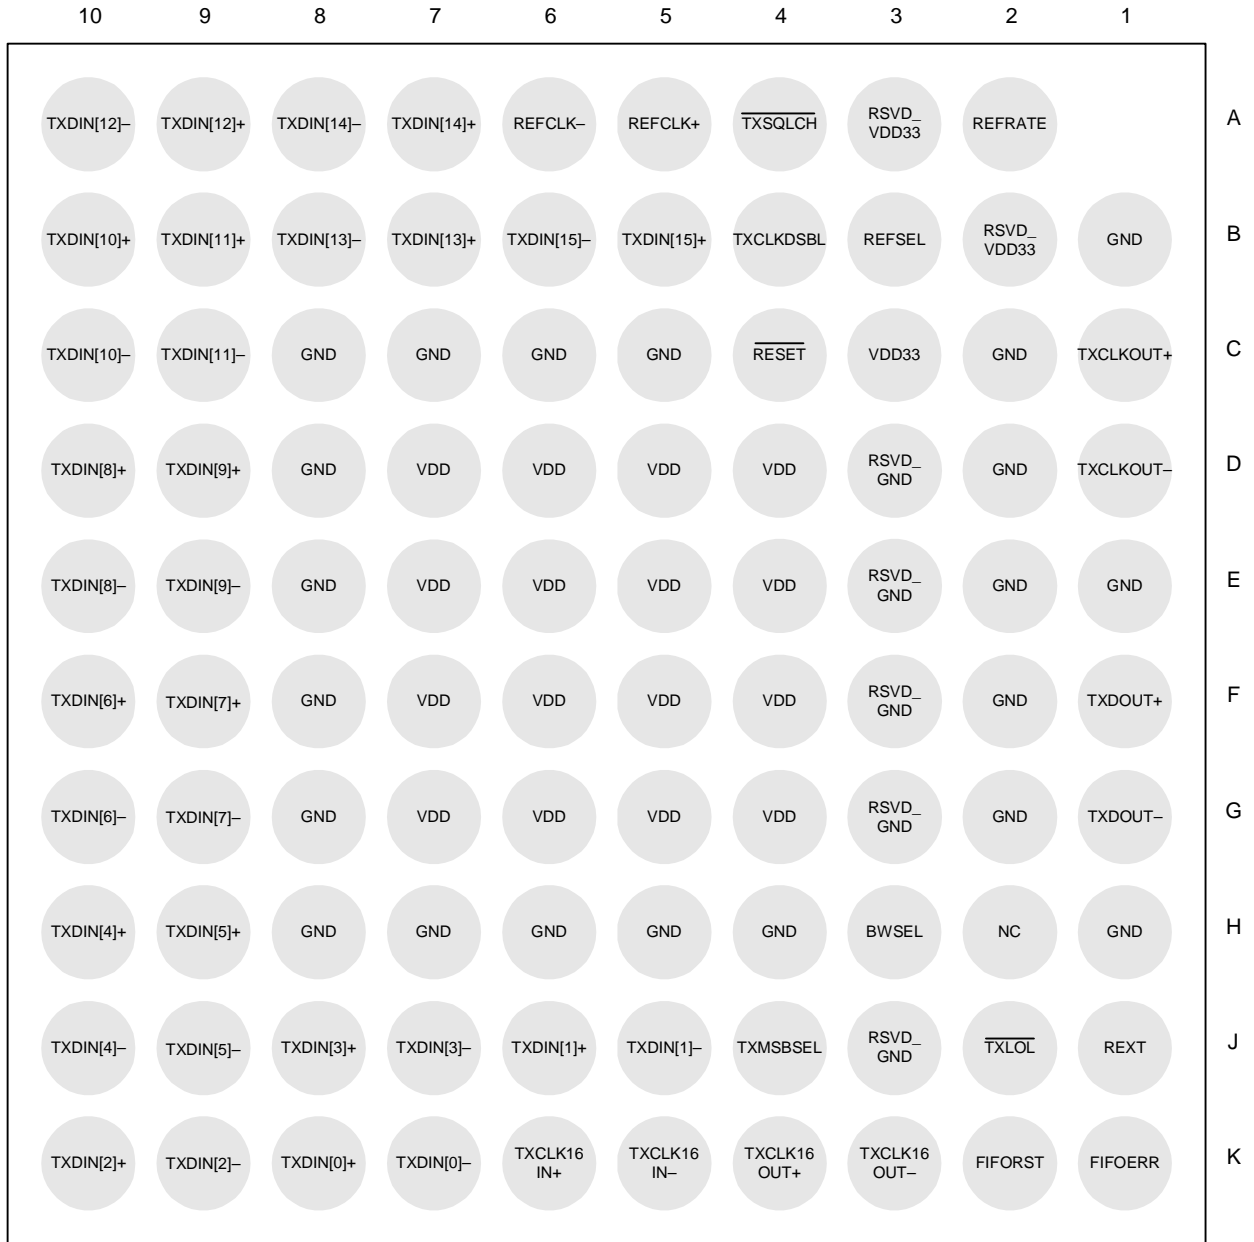 10 9 8 7 6 5 4 3 2 1
TXDIN[12]– TXDIN[12]+ TXDIN[14]– TXDIN[14]+ REFCLK– REFCLK+ TXSQLCH RSVD_ VDD33 REFRATE A
TXDIN[10]+ TXDIN[11]+ TXDIN[13]– TXDIN[13]+ TXDIN[15]– TXDIN[15]+ TXCLKDSBL REFSEL RSVD_ VDD33 GND B
TXDIN[10]– TXDIN[11]– GND GND GND GND RESET VDD33 GND TXCLKOUT+ C
TXDIN[8]+ TXDIN[9]+ GND VDD VDD VDD VDD RSVD_ GND GND TXCLKOUT– D
TXDIN[8]– TXDIN[9]– GND VDD VDD VDD VDD RSVD_ GND GND GND E
TXDIN[6]+ TXDIN[7]+ GND VDD VDD VDD VDD RSVD_ GND GND TXDOUT+ F
TXDIN[6]– TXDIN[7]– GND VDD VDD VDD VDD RSVD_ GND GND TXDOUT– G
TXDIN[4]+ TXDIN[5]+ GND GND GND GND GND BWSEL NC GND H
TXDIN[4]– TXDIN[5]– TXDIN[3]+ TXDIN[3]– TXDIN[1]+ TXDIN[1]– TXMSBSEL RSVD_ GND TXLOL REXT J
TXDIN[2]+ TXDIN[2]– TXDIN[0]+ TXDIN[0]– TXCLK16 IN+ TXCLK16 IN– TXCLK16 OUT+ TXCLK16 OUT– FIFORST FIFOERR K